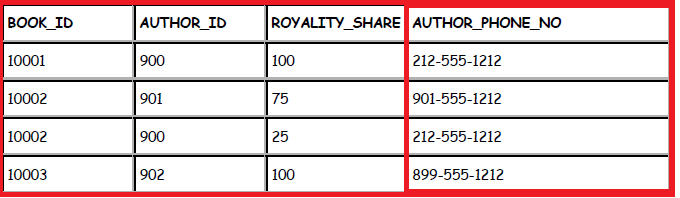 BOOK_ID AUTHOR_ID ROYALITY_SHARE AUTHOR_PHONE_NO
10001 900 100 212-555-1212
10002 901 75 901-555-1212
10002 900 25 212-555-1212
10003 902 100 899-555-1212